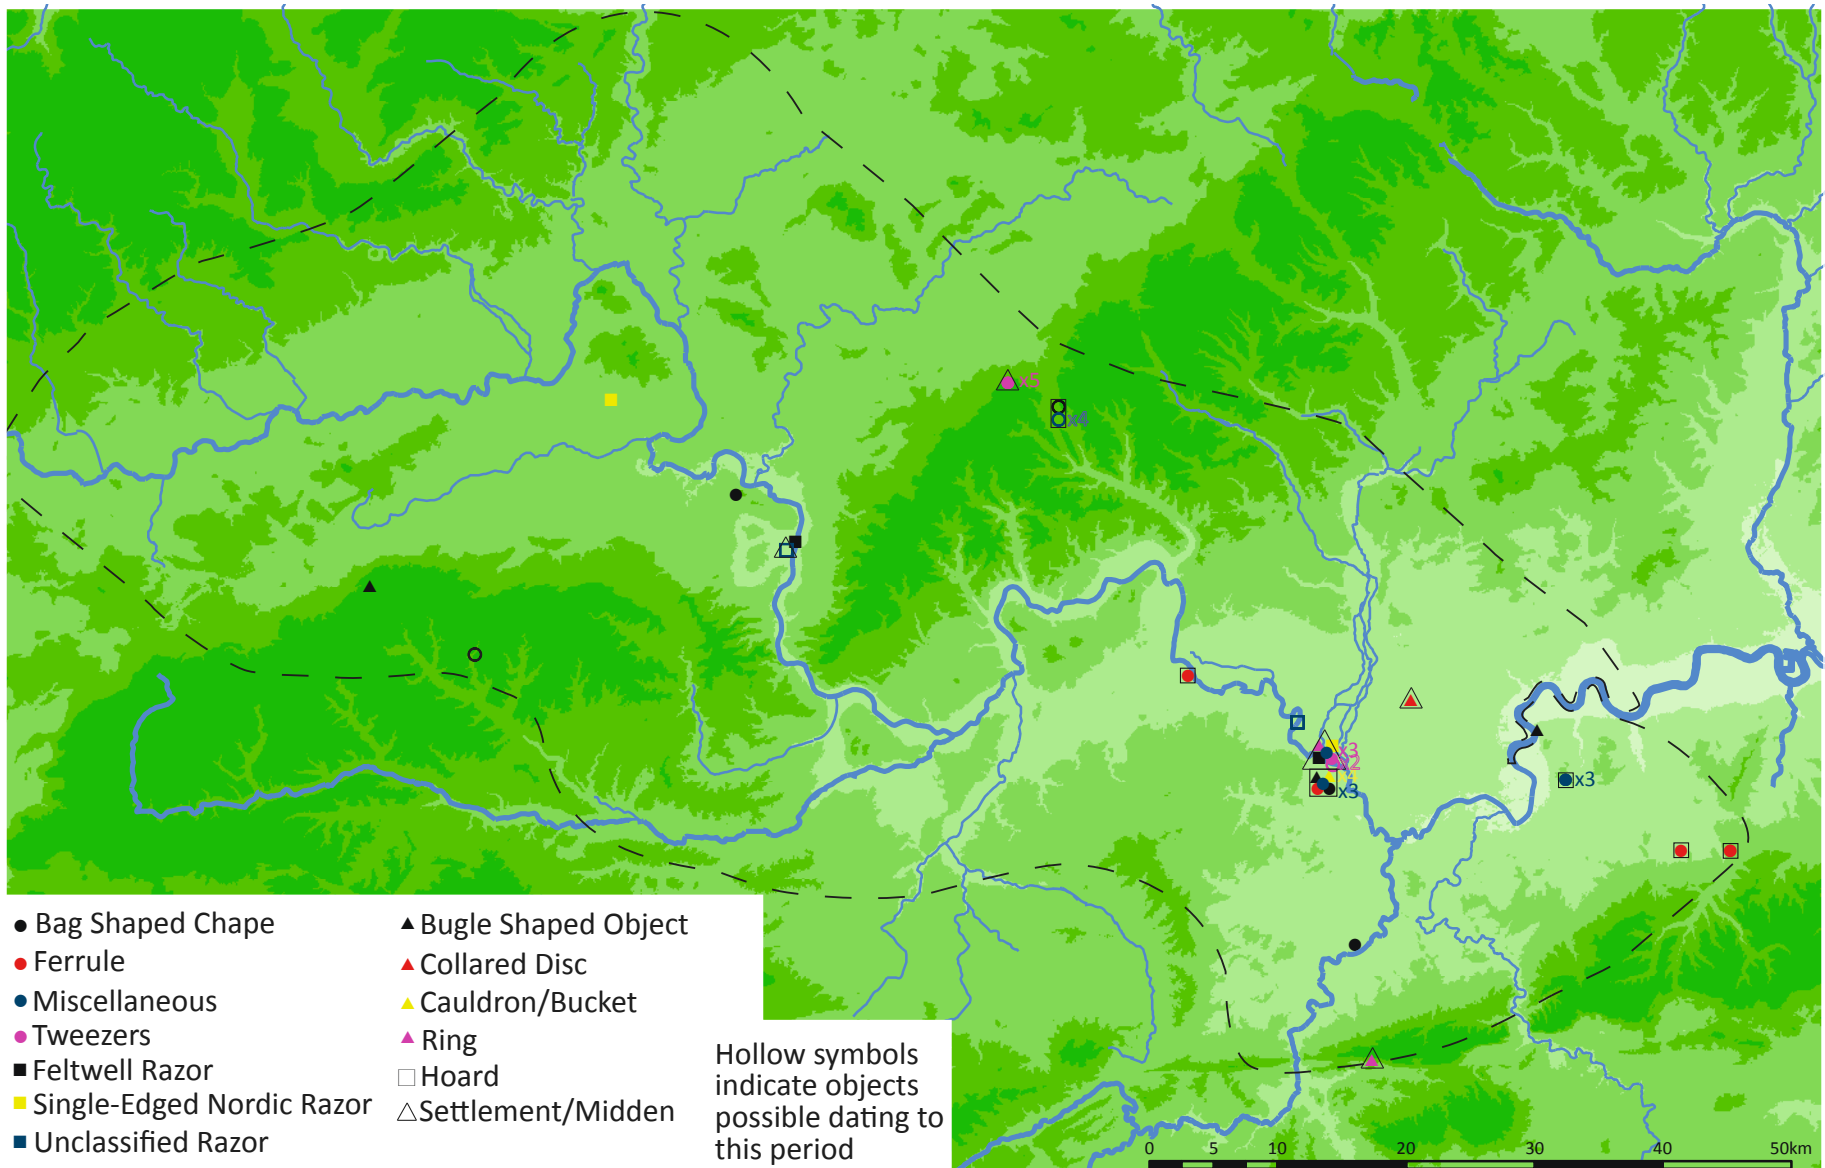 x5
x4
x3
x2
x3
x3
Bag Shaped Chape
Ferrule
Miscellaneous
Tweezers
Feltwell Razor
Single-Edged Nordic Razor
Unclassified Razor
Bugle Shaped Object
Collared Disc
Cauldron/Bucket
Ring
Hoard
Settlement/Midden
Hollow symbols
indicate objects
possible dating to
this period
0 5 10 20 30 40 50km